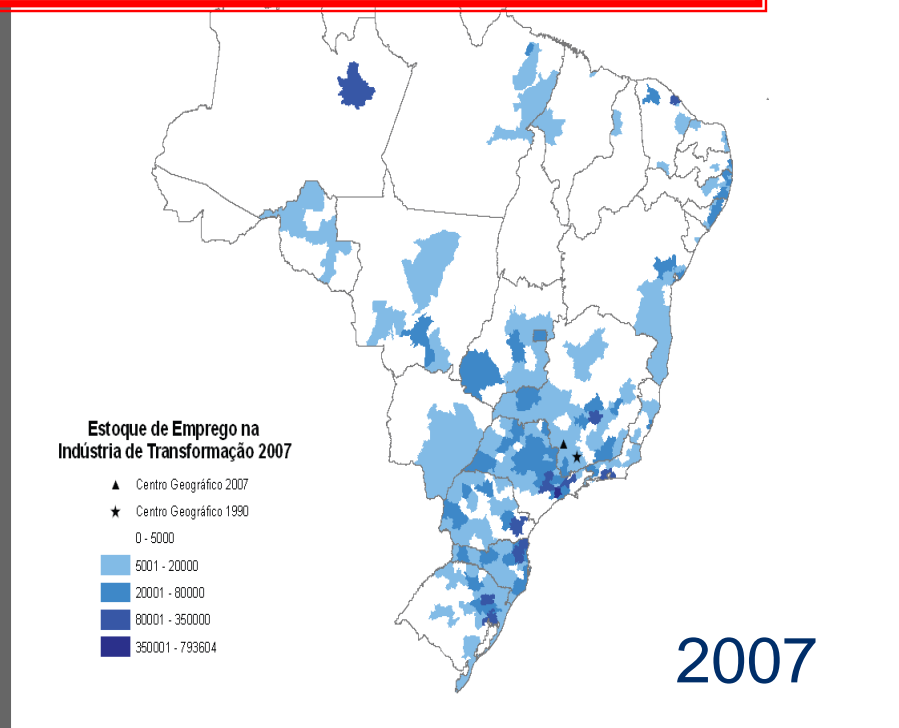 Estoque de Emprego na
Indústria de Transformação 2007
Centro Geográfico 2007
Centro Geográfico 1990
0 - 5000
5001 - 20000
20001 - 80000
80001 - 350000
350001 - 793604
2007